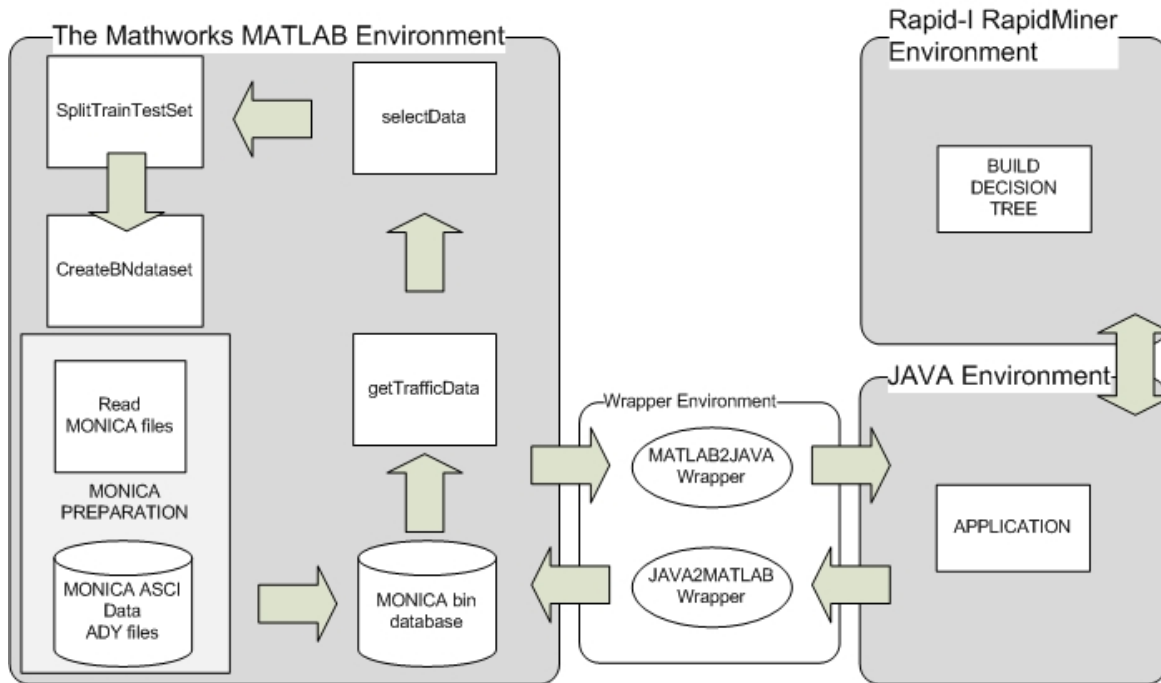 The Mathworks MATLAB Environment
SplitTrainTestSet
selectData
CreateBNdataset
getTrafficData
Read
MONICA files
MONICA
PREPARATION
MONICA ASCI
Data
ADY files
MONICA bin
database
Wrapper Environment
MATLAB2JAVA
Wrapper
JAVA2MATLAB
Wrapper
Rapid-I RapidMiner
Environment
BUILD
DECISION
TREE
JAVA Environment
APPLICATION